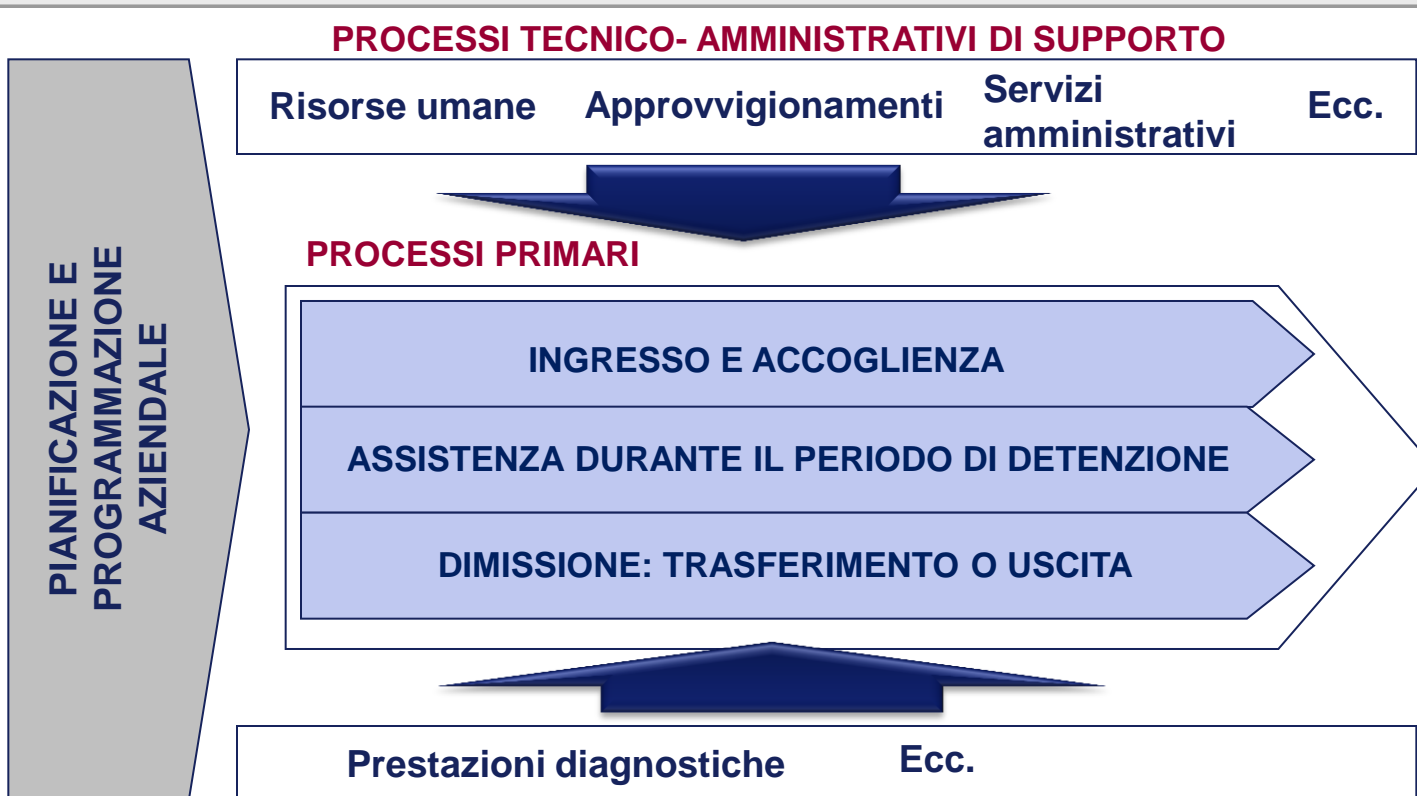 PROCESSI TECNICO- AMMINISTRATIVI DI SUPPORTO
Risorse umane
Approvvigionamenti
Servizi
amministrativi
Ecc.
PIANIFICAZIONE E
PROGRAMMAZIONE
AZIENDALE
PROCESSI PRIMARI
INGRESSO E ACCOGLIENZA
ASSISTENZA DURANTE IL PERIODO DI DETENZIONE
DIMISSIONE: TRASFERIMENTO O USCITA
Prestazioni diagnostiche
Ecc.